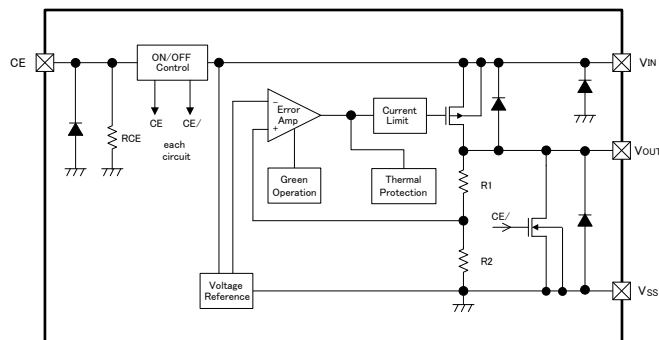 CE
ON/OFF
Control
VIN
CE
CE/
each
circuit
RCE
−
Error
Amp
+
Current
Limit
Green
Operation
Thermal
Protection
VOUT
R1
CE/
R2
Voltage
Reference
VSS